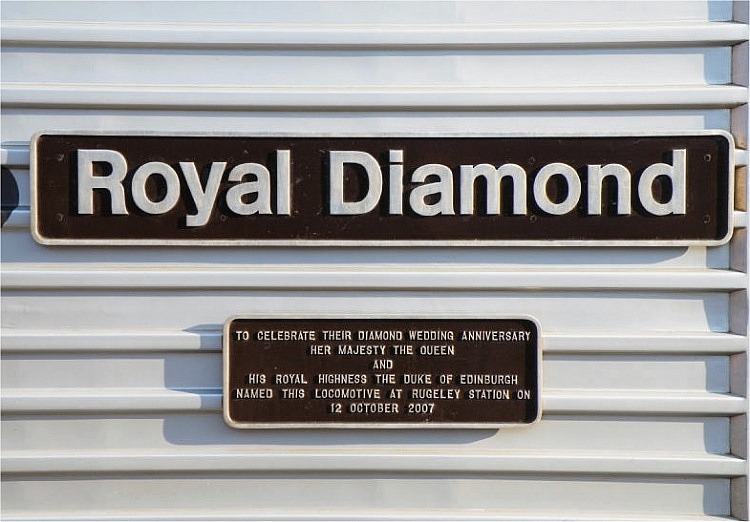 Royal Diamond
TO CELEBRATE THEIR DIAMOND WEDDING ANNIVERSARY
HER MAJESTY THE QUEEN
AND
HIS ROYAL HIGHNESS THE DUKE OF EDINBURGH
NAMED THIS LOCOMOTIVE AT RUGELEY STATION ON
12 OCTOBER 2007